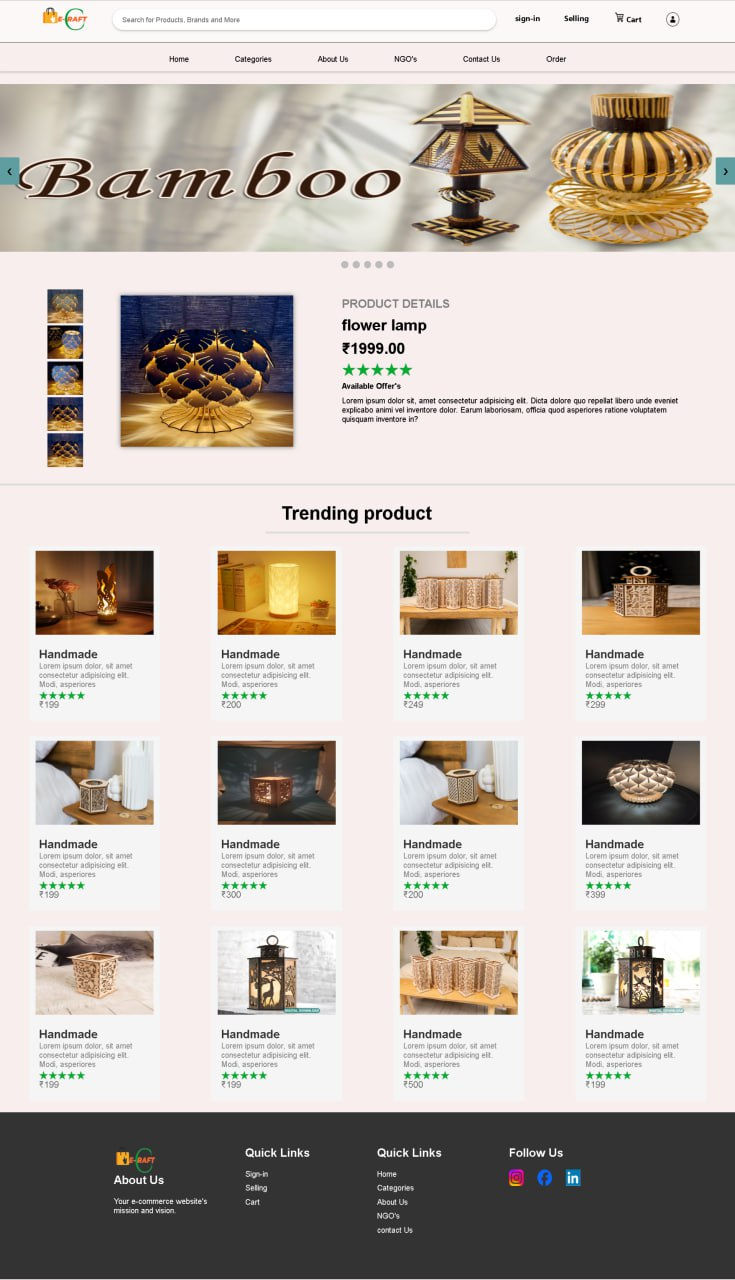 E-RAFT
Search for Products, Brands and More
sign-in
Selling
Cart
Home
Categories
About Us
NGO's
Contact Us
Order
Bamboo
PRODUCT DETAILS
flower lamp
₹1999.00
★★★★★
Available Offer's
Lorem ipsum dolor sit, amet consectetur adipisicing elit. Dicta dolore quo repellat libero unde eveniet
explicabo animi vel inventore dolor. Earum laboriosam, officia quod asperiores ratione voluptatem
quisquam inventore in?
Trending product
Handmade
Lorem ipsum dolor, sit amet
consectetur adipisicing elit.
Modi, asperiores
★★★★★
₹199
Handmade
Lorem ipsum dolor, sit amet
consectetur adipisicing elit.
Modi, asperiores
★★★★★
₹200
Handmade
Lorem ipsum dolor, sit amet
consectetur adipisicing elit.
Modi, asperiores
★★★★★
₹249
Handmade
Lorem ipsum dolor, sit amet
consectetur adipisicing elit.
Modi, asperiores
★★★★★
₹299
Handmade
Lorem ipsum dolor, sit amet
consectetur adipisicing elit.
Modi, asperiores
★★★★★
₹199
Handmade
Lorem ipsum dolor, sit amet
consectetur adipisicing elit.
Modi, asperiores
★★★★★
₹300
Handmade
Lorem ipsum dolor, sit amet
consectetur adipisicing elit.
Modi, asperiores
★★★★★
₹200
Handmade
Lorem ipsum dolor, sit amet
consectetur adipisicing elit.
Modi, asperiores
★★★★★
₹399
Handmade
Lorem ipsum dolor, sit amet
consectetur adipisicing elit.
Modi, asperiores
★★★★★
₹199
Handmade
Lorem ipsum dolor, sit amet
consectetur adipisicing elit.
Modi, asperiores
★★★★★
₹199
Handmade
Lorem ipsum dolor, sit amet
consectetur adipisicing elit.
Modi, asperiores
★★★★★
₹500
Handmade
Lorem ipsum dolor, sit amet
consectetur adipisicing elit.
Modi, asperiores
★★★★★
₹199
E-RAFT
About Us
Your e-commerce website's
mission and vision.
Quick Links
Sign-in
Selling
Cart
Quick Links
Home
Categories
About Us
NGO's
contact Us
Follow Us
in